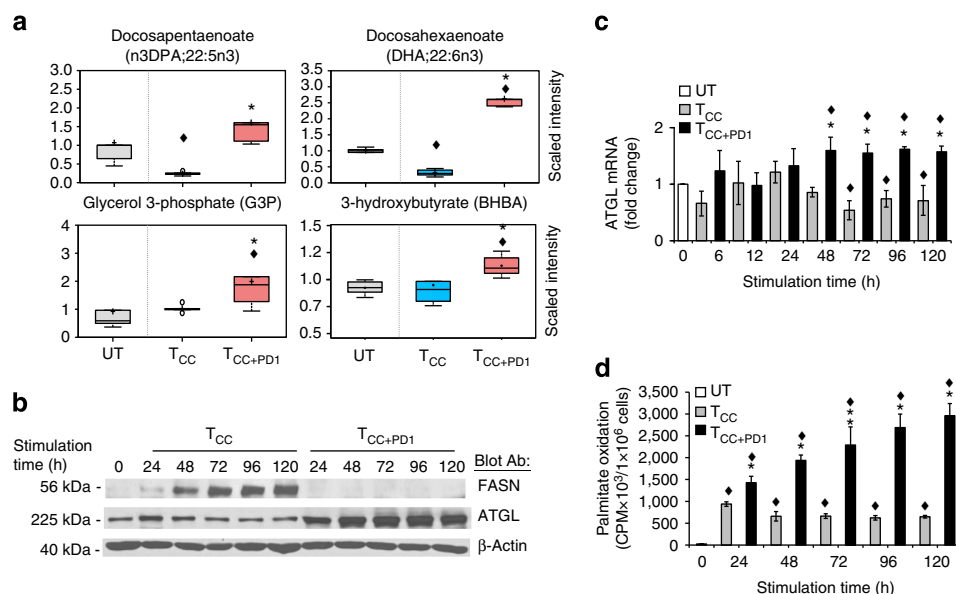 a
Docosapentaenoate
(n3DPA;22:5n3)
Docosahexaenoate
(DHA;22:6n3)
3.0
2.5
2.0
1.5
1.0
0.5
0.0
3.5
3.0
2.5
2.0
1.5
1.0
0.5
0.0
Scaled intensity
*
*
Glycerol 3-phosphate (G3P)
3-hydroxybutyrate (BHBA)
4
3
2
1
0
1.5
1.2
1.0
0.7
0.5
Scaled intensity
*
*
UT
TCC
TCC+PD1
UT
TCC
TCC+PD1
b
Stimulation
time (h)
TCC
TCC+PD1
0 24 48 72 96 120 24 48 72 96 120
Blot Ab:
56 kDa -
FASN
225 kDa -
ATGL
40 kDa -
β-Actin
c
UT
TCC
TCC+PD1
ATGL mRNA
(fold change)
2
1
0
♦ ♦ ♦ ♦
* * * *
♦ ♦ ♦
0 6 12 24 48 72 96 120
Stimulation time (h)
d
UT
TCC
TCC+PD1
Palmitate oxidation
(CPM×10³/1×10⁶ cells)
3,500
3,000
2,500
2,000
1,500
1,000
500
0
0 24 48 72 96 120
Stimulation time (h)